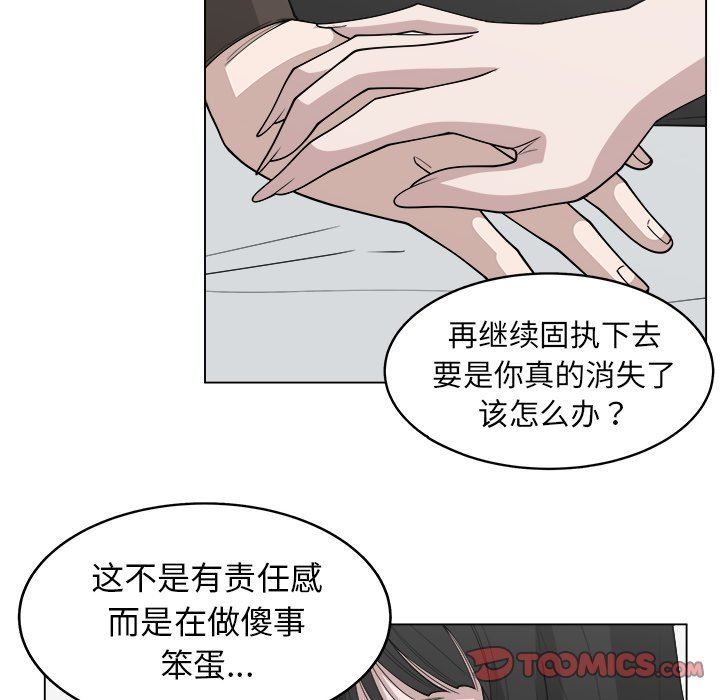 再继续固执下去
要是你真的消失了
该怎么办？
这不是有责任感
而是在做傻事
笨蛋...
TOOMICS.COM